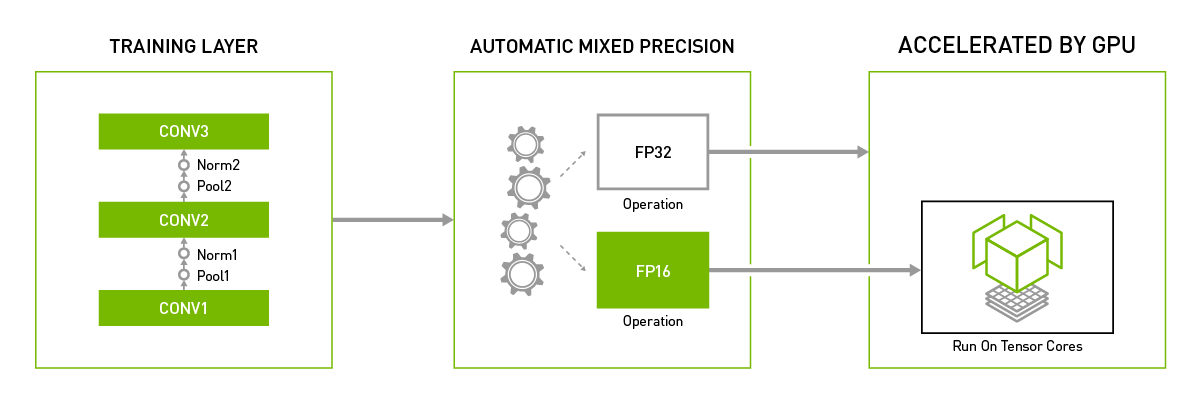 TRAINING LAYER
CONV3
Norm2
Pool2
CONV2
Norm1
Pool1
CONV1
AUTOMATIC MIXED PRECISION
FP32
Operation
FP16
Operation
ACCELERATED BY GPU
Run On Tensor Cores